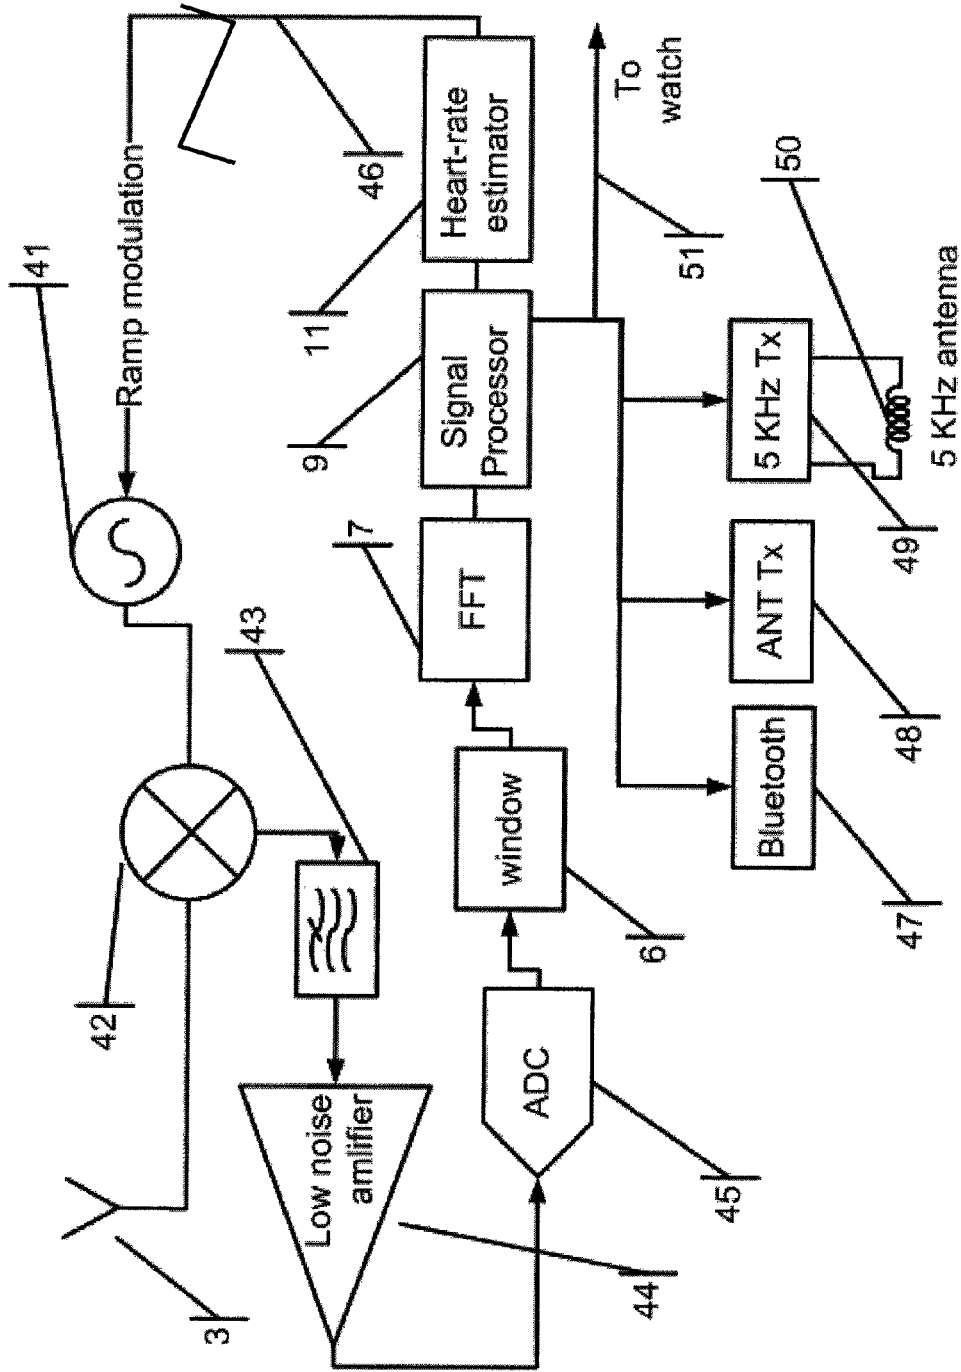 3
42
43
41
Ramp modulation
46
Low noise
amlifier
44
ADC
45
window
6
FFT
7
Signal
Processor
9
Heart-rate
estimator
11
To
watch
51
Bluetooth
47
ANT Tx
48
5 KHz Tx
49
50
5 KHz antenna